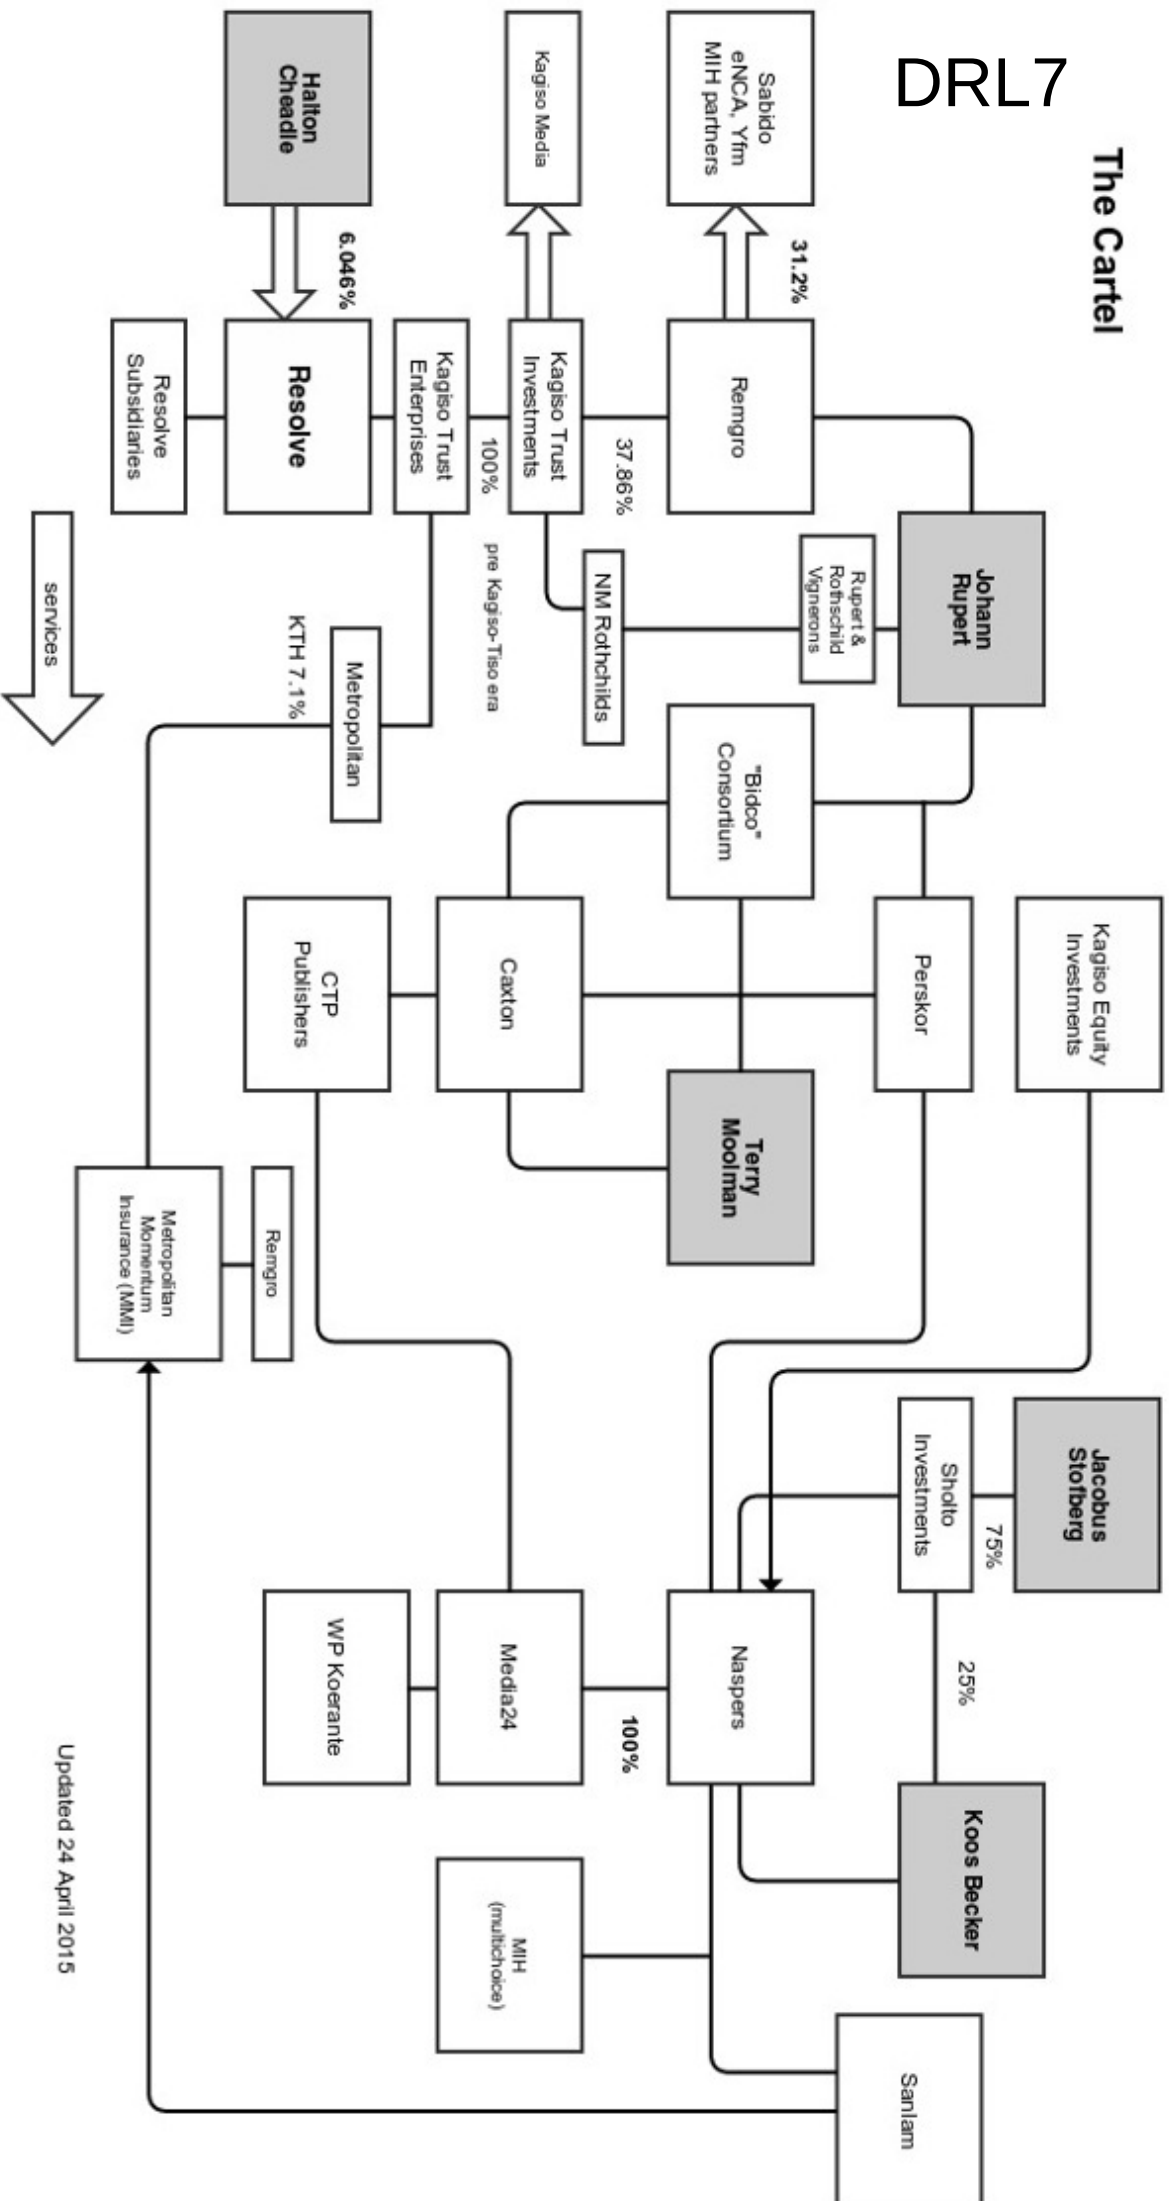 DRL7
The Cartel
Johann
Rupert
Kagiso Equity
Investments
Jacobus
Stofberg
75%
Sholto
Investments
25%
Koos Becker
Sanlam
Rupert &
Rothschild
Vignerons
Perskor
Sabido
eNCA, Yfm
MIH partners
31.2%
Remgro
"Bidco"
Consortium
Terry
Moolman
Naspers
37.86%
NM Rothchilds
100%
Kagiso Media
Kagiso Trust
Investments
Caxton
Media24
MIH
(multichoice)
100%
pre Kagiso-Tiso era
Kagiso Trust
Enterprises
Metropolitan
KTH 7.1%
CTP
Publishers
WP Koerante
Halton
Cheadle
6.046%
Resolve
Remgro
Resolve
Subsidiaries
Metropolitan
Momentum
Insurance (MMI)
services
Updated 24 April 2015